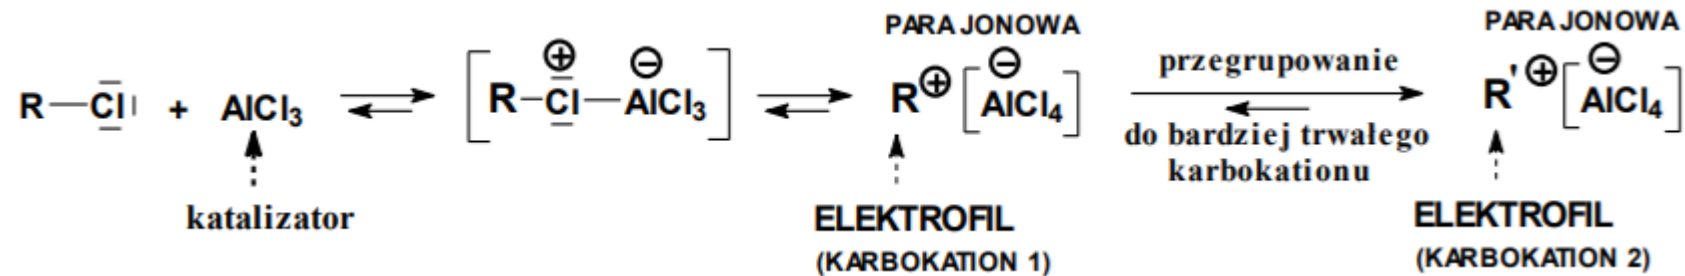 PARA JONOWA
PARA JONOWA
R—Cl + AlCl₃ [R—Cl⊕—AlCl₃⊖] R⊕ [AlCl₄]⊖ przegrupowanie R'⊕ [AlCl₄]⊖
do bardziej trwałego
karbokationu
katalizator
ELEKTROFIL
(KARBOKATION 1)
ELEKTROFIL
(KARBOKATION 2)